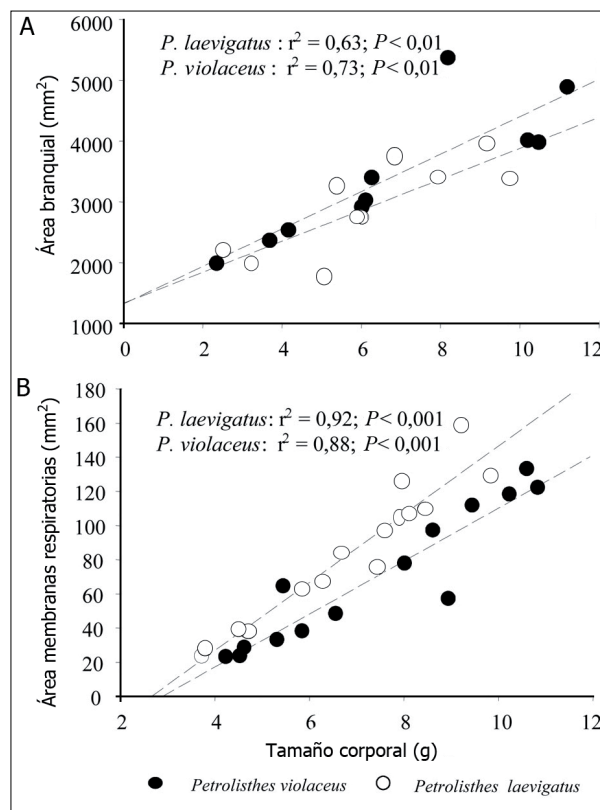 A
Área branquial (mm²)
6000
5000
4000
3000
2000
1000
P. laevigatus : r² = 0,63; P< 0,01
P. violaceus : r² = 0,73; P< 0,01
0 2 4 6 8 10 12
B
Área membranas respiratorias (mm²)
180
160
140
120
100
80
60
40
20
0
P. laevigatus: r² = 0,92; P< 0,001
P. violaceus: r² = 0,88; P< 0,001
2 4 6 8 10 12
Tamaño corporal (g)
Petrolisthes violaceus Petrolisthes laevigatus